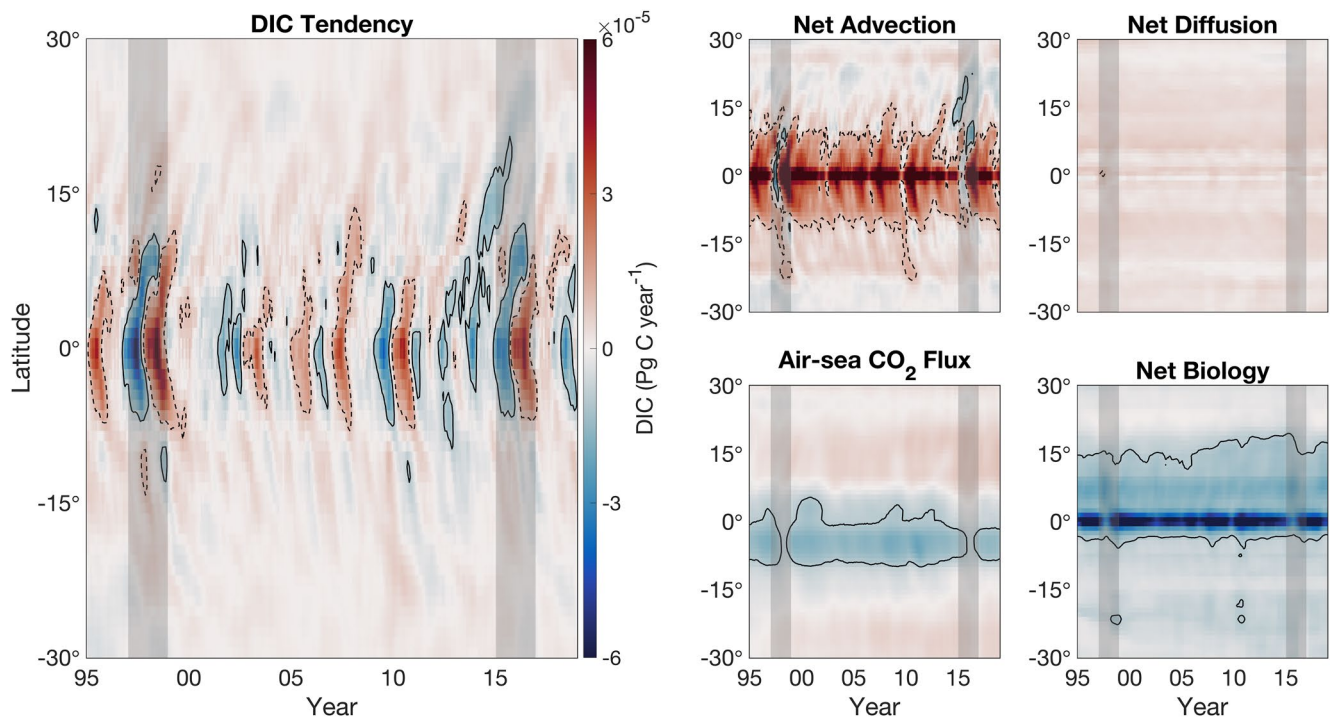 DIC Tendency
×10⁻⁵
30°
15°
0°
-15°
-30°
Latitude
95 00 05 10 15
Year
6
3
0
-3
-6
DIC (Pg C year⁻¹)
Net Advection
30°
15°
0°
-15°
-30°
Net Diffusion
30°
15°
0°
-15°
-30°
Air-sea CO₂ Flux
30°
15°
0°
-15°
-30°
95 00 05 10 15
Year
Net Biology
30°
15°
0°
-15°
-30°
95 00 05 10 15
Year